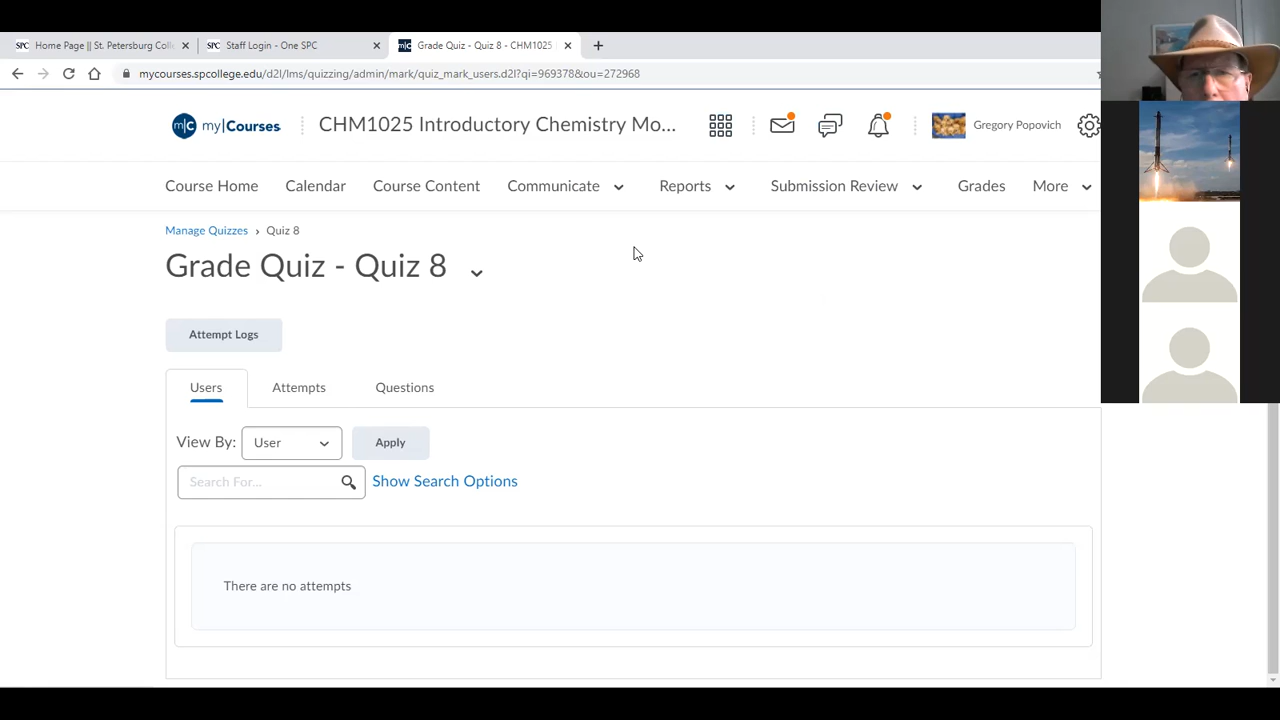 SPC Home Page || St. Petersburg Coll
SPC Staff Login - One SPC
m|c Grade Quiz - Quiz 8 - CHM1025
mycourses.spcollege.edu/d2l/lms/quizzing/admin/mark/quiz_mark_users.d2l?qi=969378&ou=272968
m|c my|Courses
CHM1025 Introductory Chemistry Mo...
Gregory Popovich
Course Home
Calendar
Course Content
Communicate
Reports
Submission Review
Grades
More
Manage Quizzes › Quiz 8
Grade Quiz - Quiz 8
Attempt Logs
Users
Attempts
Questions
View By: User
Apply
Search For...
Show Search Options
There are no attempts